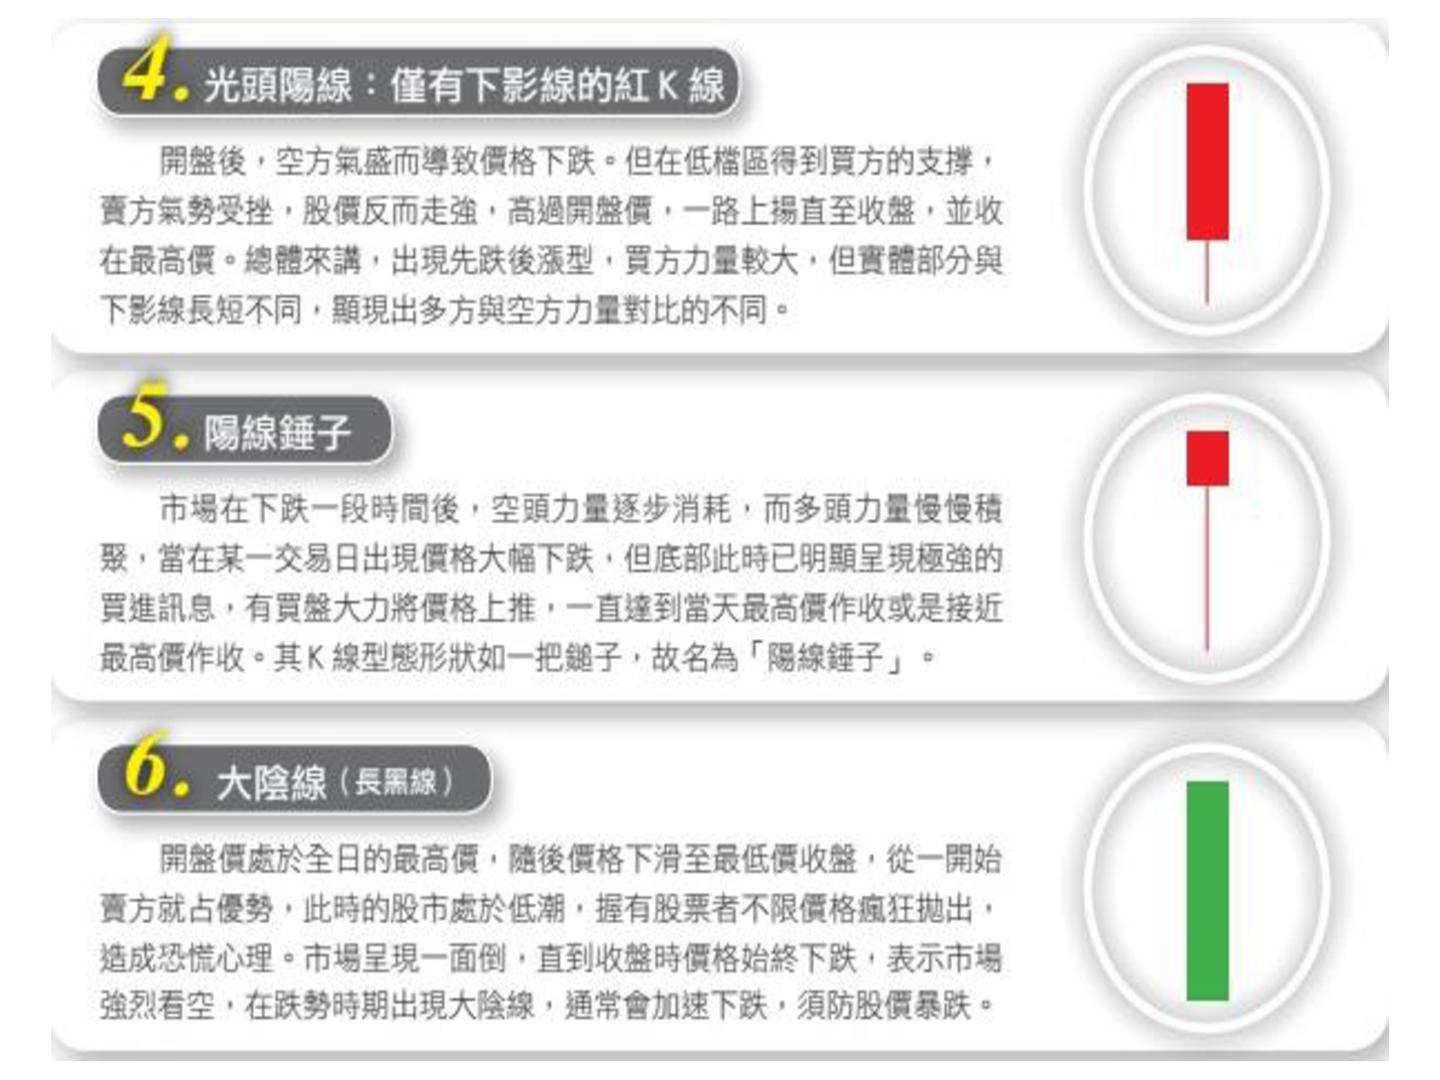 4. 光頭陽線：僅有下影線的紅 K 線
開盤後，空方氣盛而導致價格下跌。但在低檔區得到買方的支撐，
賣方氣勢受挫，股價反而走強，高過開盤價，一路上揚直至收盤，並收
在最高價。總體來講，出現先跌後漲型，買方力量較大，但實體部分與
下影線長短不同，顯現出多方與空方力量對比的不同。
5. 陽線錘子
市場在下跌一段時間後，空頭力量逐步消耗，而多頭力量慢慢積
聚，當在某一交易日出現價格大幅下跌，但底部此時已明顯呈現極強的
買進訊息，有買盤大力將價格上推，一直達到當天最高價作收或是接近
最高價作收。其 K 線型態形狀如一把鎚子，故名為「陽線錘子」。
6. 大陰線（長黑線）
開盤價處於全日的最高價，隨後價格下滑至最低價收盤，從一開始
賣方就占優勢，此時的股市處於低潮，握有股票者不限價格瘋狂拋出，
造成恐慌心理。市場呈現一面倒，直到收盤時價格始終下跌，表示市場
強烈看空，在跌勢時期出現大陰線，通常會加速下跌，須防股價暴跌。